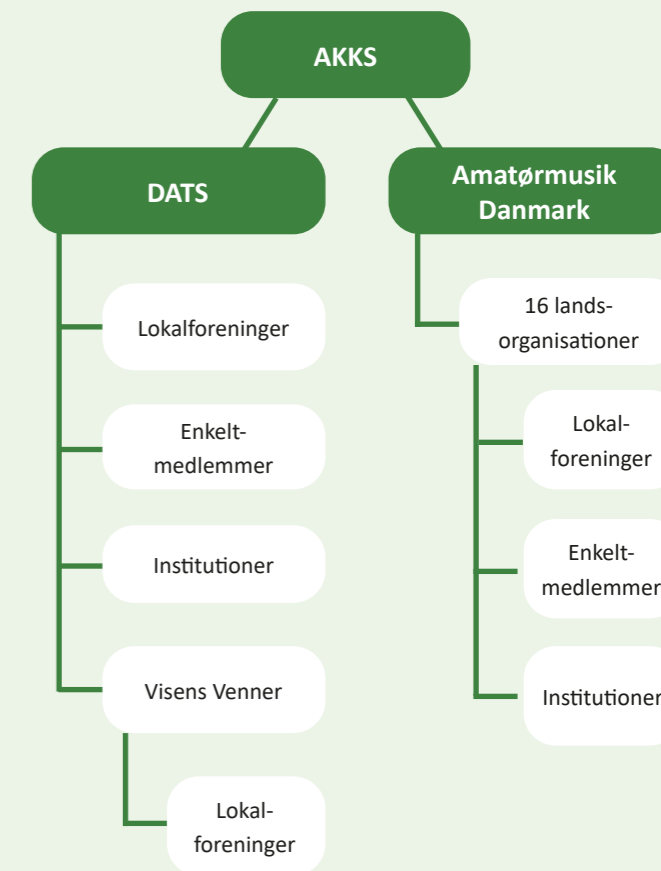 AKKS
DATS
Lokalforeninger
Enkelt-
medlemmer
Institutioner
Visens Venner
Lokal-
foreninger
Amatørmusik
Danmark
16 lands-
organisationer
Lokal-
foreninger
Enkelt-
medlemmer
Institutioner